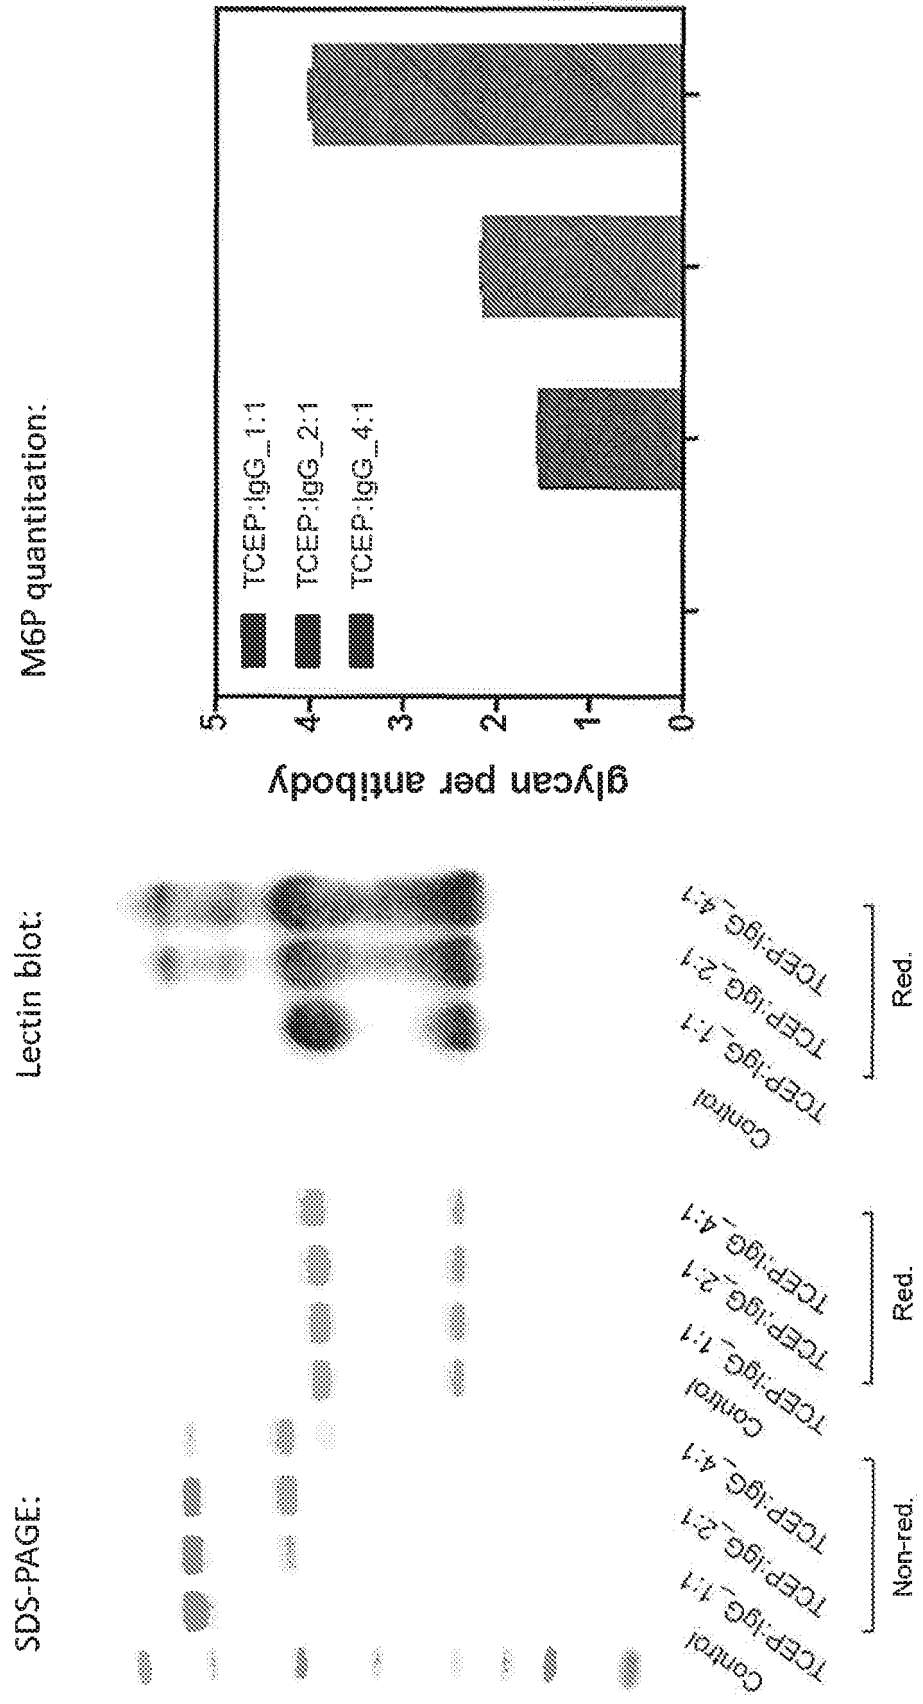 SDS-PAGE:
Control
TCEP:IgG_1:1
TCEP:IgG_2:1
TCEP:IgG_4:1
Non-red.
Control
TCEP:IgG_1:1
TCEP:IgG_2:1
TCEP:IgG_4:1
Red.
Lectin blot:
Control
TCEP:IgG_1:1
TCEP:IgG_2:1
TCEP:IgG_4:1
Red.
M6P quantitation:
glycan per antibody
5
4
3
2
1
0
TCEP:IgG_1:1
TCEP:IgG_2:1
TCEP:IgG_4:1